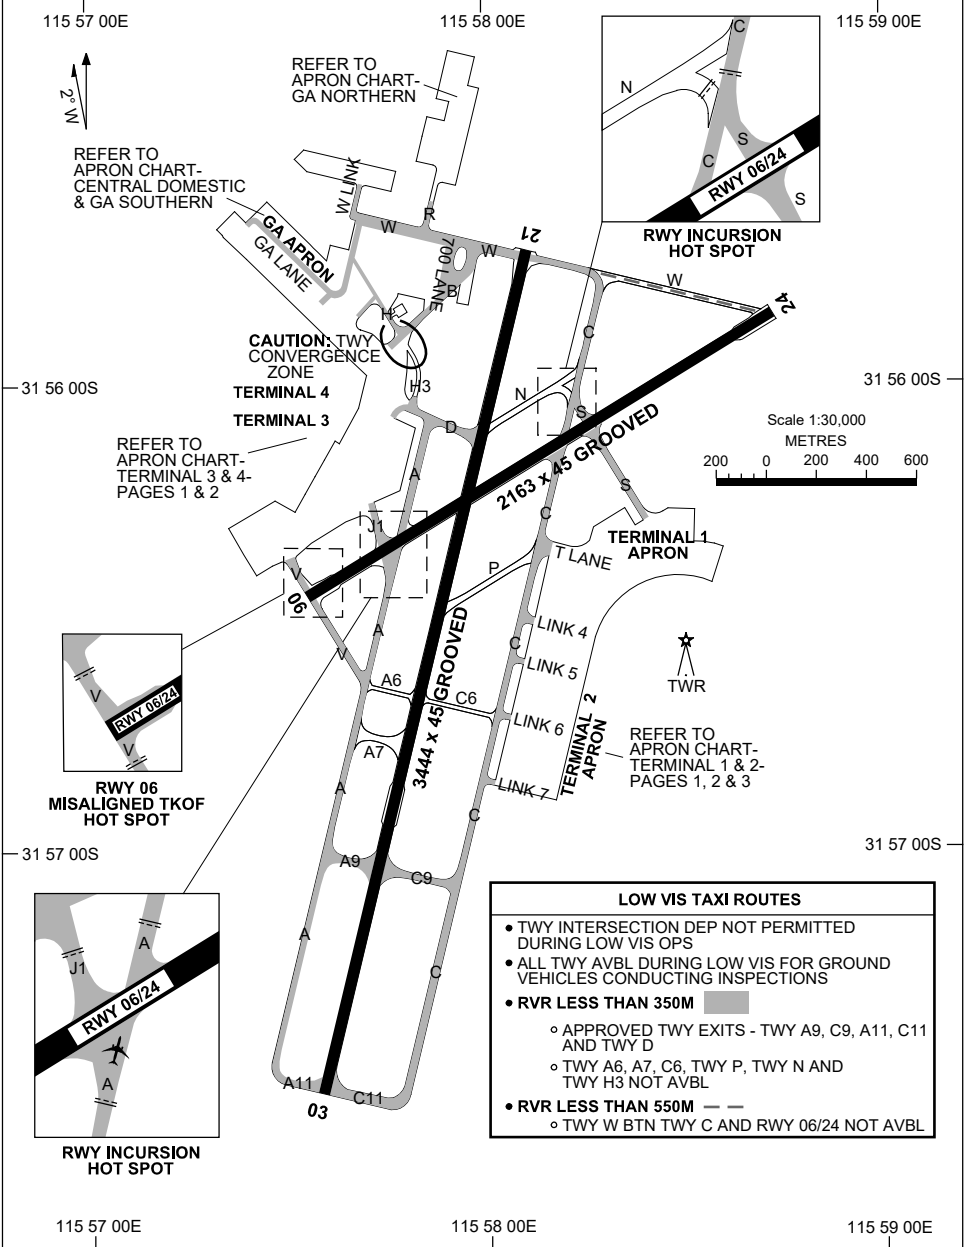 115 57 00E
115 58 00E
115 59 00E
2° W
REFER TO
APRON CHART-
GA NORTHERN
REFER TO
APRON CHART-
CENTRAL DOMESTIC
& GA SOUTHERN
W LINK
GA APRON
GA LANE
W
R
700 LANE
W
B
21
H
W
24
C
N
C
S
C
RWY 06/24
S
RWY INCURSION
HOT SPOT
CAUTION: TWY
CONVERGENCE
ZONE
H3
31 56 00S
31 56 00S
TERMINAL 4
TERMINAL 3
REFER TO
APRON CHART-
TERMINAL 3 & 4-
PAGES 1 & 2
N
D
S
A
2163 x 45 GROOVED
S
C
Scale 1:30,000
METRES
200 0 200 400 600
J1
TERMINAL 1
APRON
T LANE
V
06
P
A
V
LINK 4
C
LINK 5
3444 x 45 GROOVED
A6
C6
LINK 6
A7
TWR
TERMINAL 2
APRON
REFER TO
APRON CHART-
TERMINAL 1 & 2-
PAGES 1, 2 & 3
V
RWY 06/24
V
RWY 06
MISALIGNED TKOF
HOT SPOT
A
LINK 7
C
31 57 00S
31 57 00S
A9
C9
A
C
A
J1
RWY 06/24
A
RWY INCURSION
HOT SPOT
A11
C11
03
LOW VIS TAXI ROUTES
• TWY INTERSECTION DEP NOT PERMITTED
DURING LOW VIS OPS
• ALL TWY AVBL DURING LOW VIS FOR GROUND
VEHICLES CONDUCTING INSPECTIONS
• RVR LESS THAN 350M
° APPROVED TWY EXITS - TWY A9, C9, A11, C11
AND TWY D
° TWY A6, A7, C6, TWY P, TWY N AND
TWY H3 NOT AVBL
• RVR LESS THAN 550M
° TWY W BTN TWY C AND RWY 06/24 NOT AVBL
115 57 00E
115 58 00E
115 59 00E